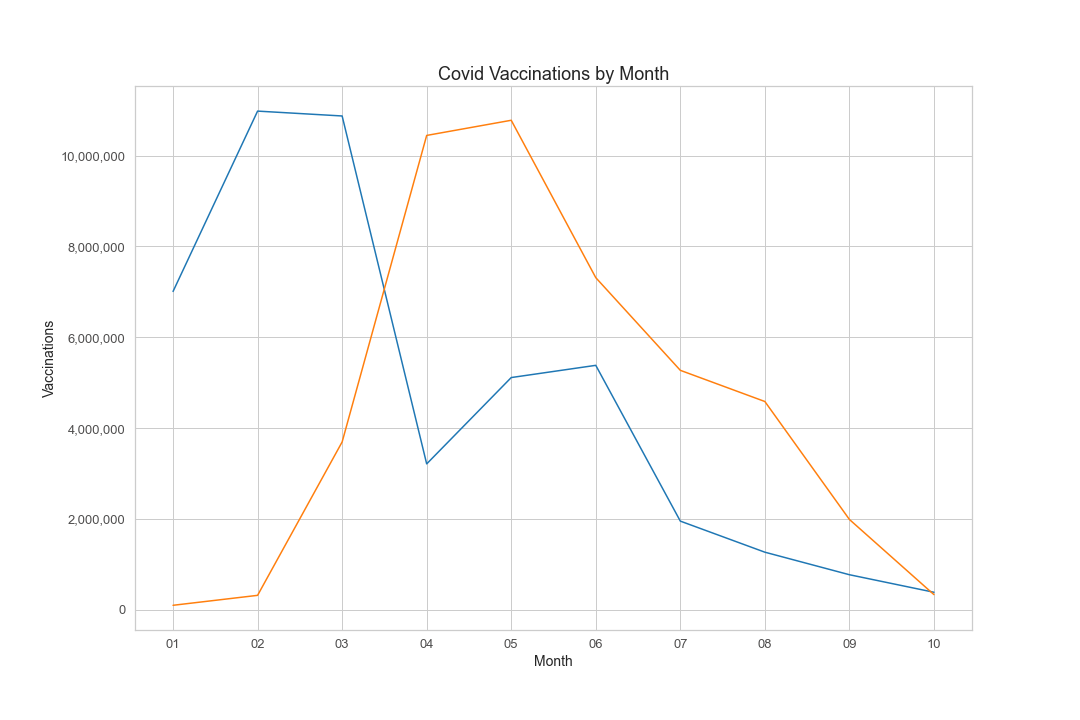 Covid Vaccinations by Month
10,000,000
8,000,000
6,000,000
4,000,000
2,000,000
0
Vaccinations
01 02 03 04 05 06 07 08 09 10
Month